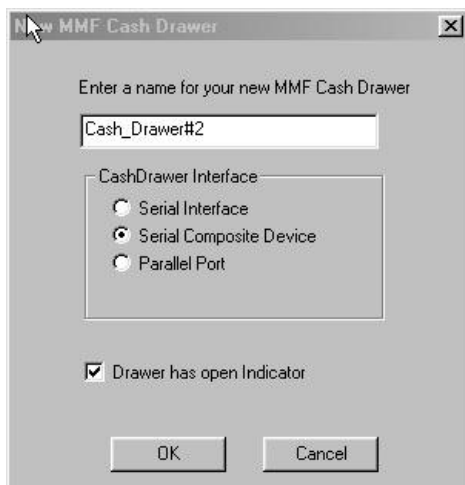 New MMF Cash Drawer
Enter a name for your new MMF Cash Drawer
Cash_Drawer#2
CashDrawer Interface
Serial Interface
Serial Composite Device
Parallel Port
Drawer has open Indicator
OK Cancel